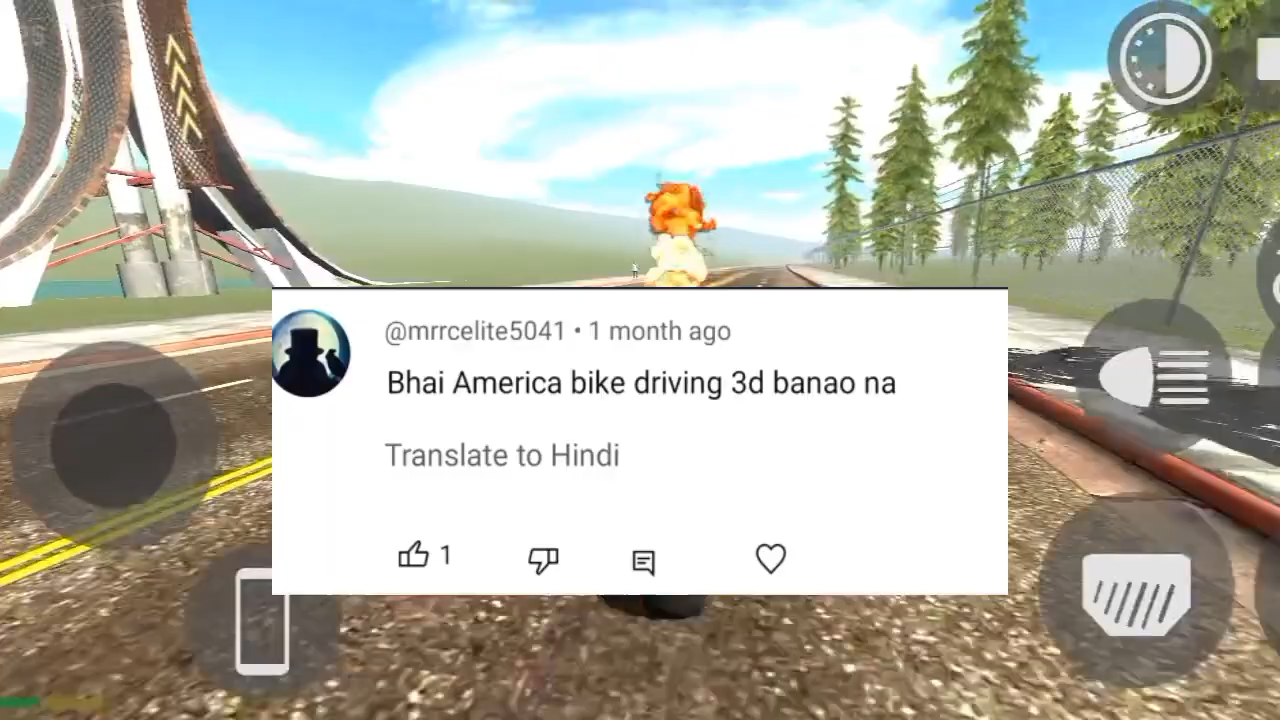 @mrrcelite5041 • 1 month ago
Bhai America bike driving 3d banao na
Translate to Hindi
1